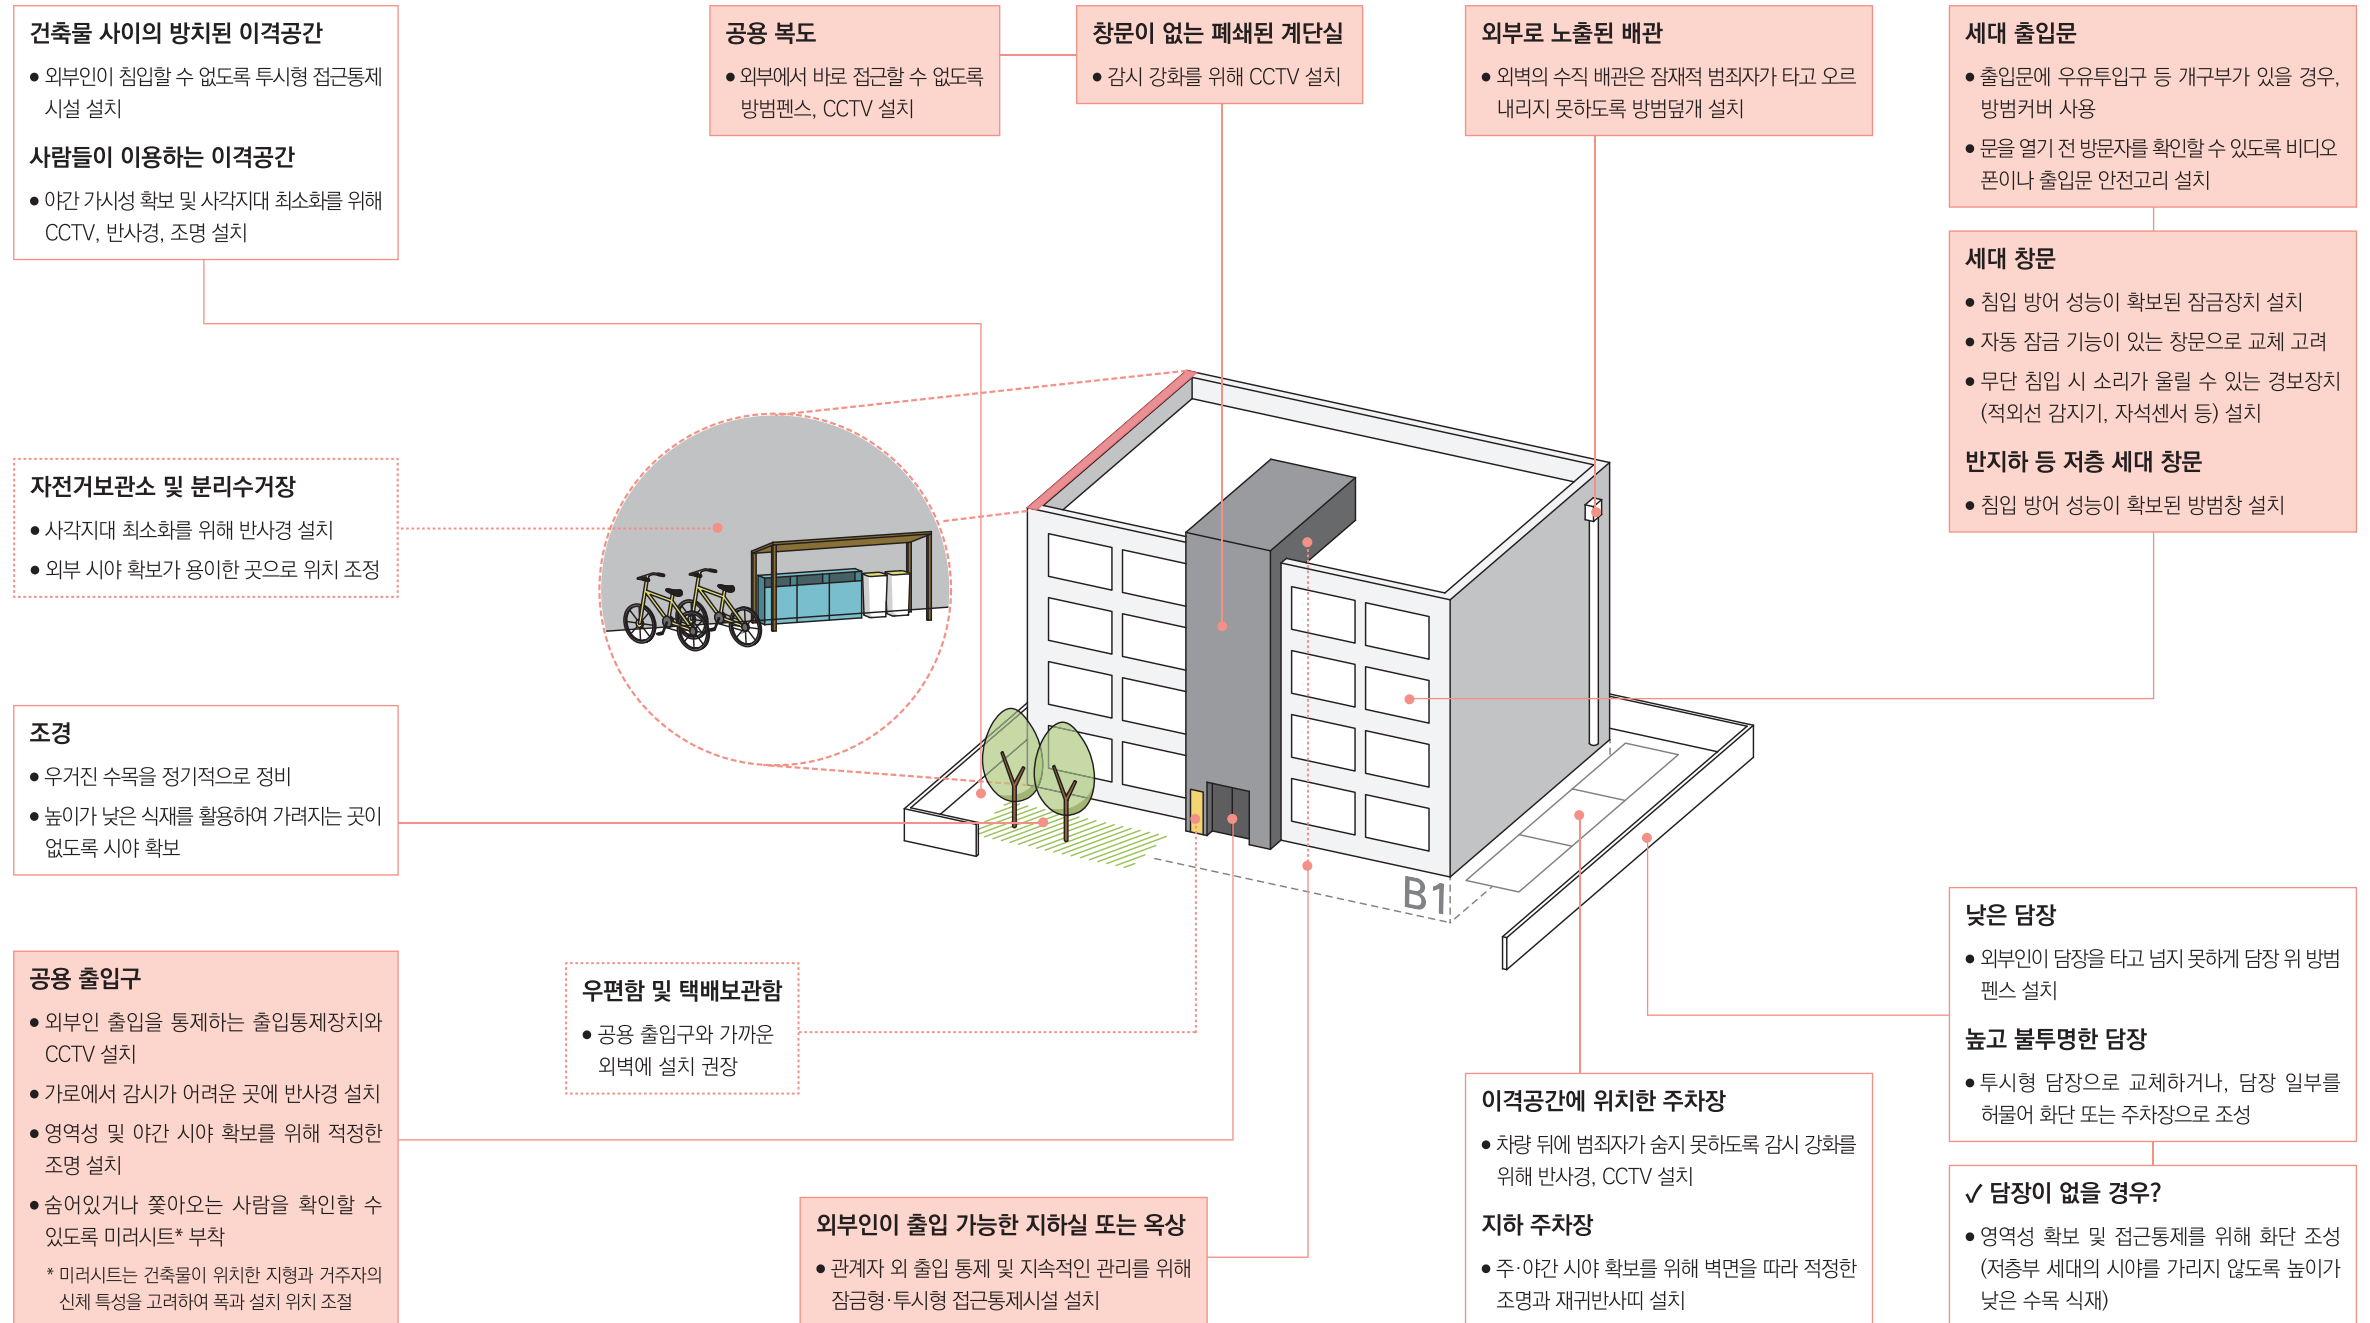 건축물 사이의 방치된 이격공간
● 외부인이 침입할 수 없도록 투시형 접근통제
시설 설치
사람들이 이용하는 이격공간
● 야간 가시성 확보 및 사각지대 최소화를 위해
CCTV, 반사경, 조명 설치
공용 복도
● 외부에서 바로 접근할 수 없도록
방범펜스, CCTV 설치
창문이 없는 폐쇄된 계단실
● 감시 강화를 위해 CCTV 설치
외부로 노출된 배관
● 외벽의 수직 배관은 잠재적 범죄자가 타고 오르
내리지 못하도록 방범덮개 설치
세대 출입문
● 출입문에 우유투입구 등 개구부가 있을 경우,
방범커버 사용
● 문을 열기 전 방문자를 확인할 수 있도록 비디오
폰이나 출입문 안전고리 설치
세대 창문
● 침입 방어 성능이 확보된 잠금장치 설치
● 자동 잠금 기능이 있는 창문으로 교체 고려
● 무단 침입 시 소리가 울릴 수 있는 경보장치
(적외선 감지기, 자석센서 등) 설치
반지하 등 저층 세대 창문
● 침입 방어 성능이 확보된 방범창 설치
자전거보관소 및 분리수거장
● 사각지대 최소화를 위해 반사경 설치
● 외부 시야 확보가 용이한 곳으로 위치 조정
조경
● 우거진 수목을 정기적으로 정비
● 높이가 낮은 식재를 활용하여 가려지는 곳이
없도록 시야 확보
B1
공용 출입구
● 외부인 출입을 통제하는 출입통제장치와
CCTV 설치
● 가로에서 감시가 어려운 곳에 반사경 설치
● 영역성 및 야간 시야 확보를 위해 적정한
조명 설치
● 숨어있거나 쫓아오는 사람을 확인할 수
있도록 미러시트* 부착
* 미러시트는 건축물이 위치한 지형과 거주자의
신체 특성을 고려하여 폭과 설치 위치 조절
우편함 및 택배보관함
● 공용 출입구와 가까운
외벽에 설치 권장
외부인이 출입 가능한 지하실 또는 옥상
● 관계자 외 출입 통제 및 지속적인 관리를 위해
잠금형·투시형 접근통제시설 설치
이격공간에 위치한 주차장
● 차량 뒤에 범죄자가 숨지 못하도록 감시 강화를
위해 반사경, CCTV 설치
지하 주차장
● 주·야간 시야 확보를 위해 벽면을 따라 적정한
조명과 재귀반사띠 설치
낮은 담장
● 외부인이 담장을 타고 넘지 못하게 담장 위 방범
펜스 설치
높고 불투명한 담장
● 투시형 담장으로 교체하거나, 담장 일부를
허물어 화단 또는 주차장으로 조성
✓ 담장이 없을 경우?
● 영역성 확보 및 접근통제를 위해 화단 조성
(저층부 세대의 시야를 가리지 않도록 높이가
낮은 수목 식재)